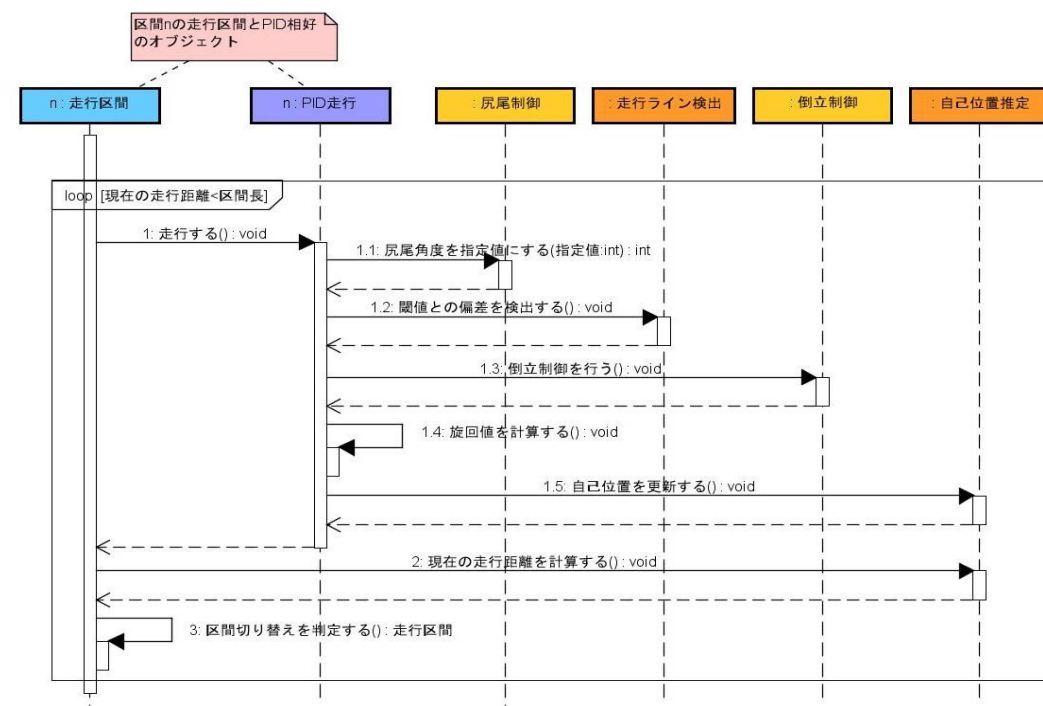 区間nの走行区間とPID相好
のオブジェクト
n : 走行区間
n : PID走行
: 尻尾制御
: 走行ライン検出
: 倒立制御
: 自己位置推定
loop [現在の走行距離<区間長]
1: 走行する() : void
1.1: 尻尾角度を指定値にする(指定値:int) : int
1.2: 閾値との偏差を検出する() : void
1.3: 倒立制御を行う() : void
1.4: 旋回値を計算する() : void
1.5: 自己位置を更新する() : void
2: 現在の走行距離を計算する() : void
3: 区間切り替えを判定する() : 走行区間